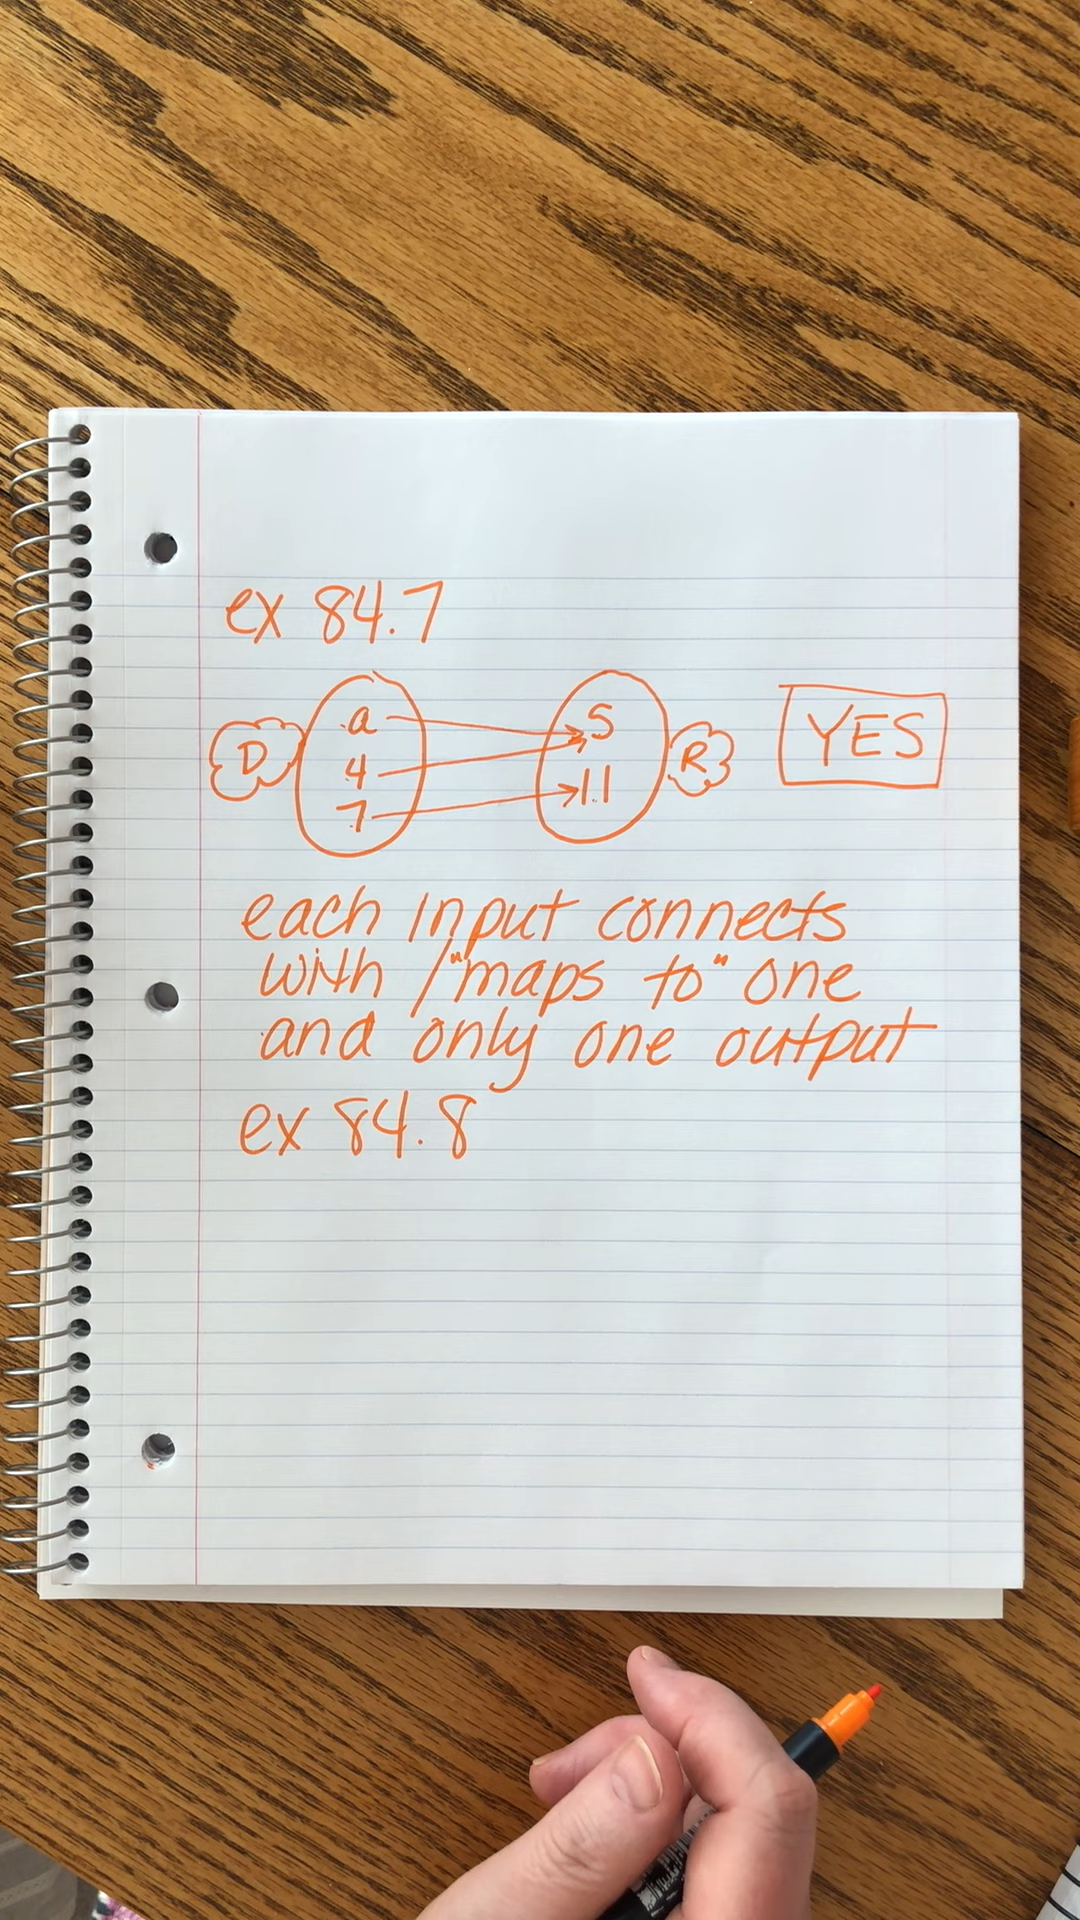 ex 84.7
D a 5 R YES
4 11
7
each input connects
with / "maps to" one
and only one output
ex 84.8